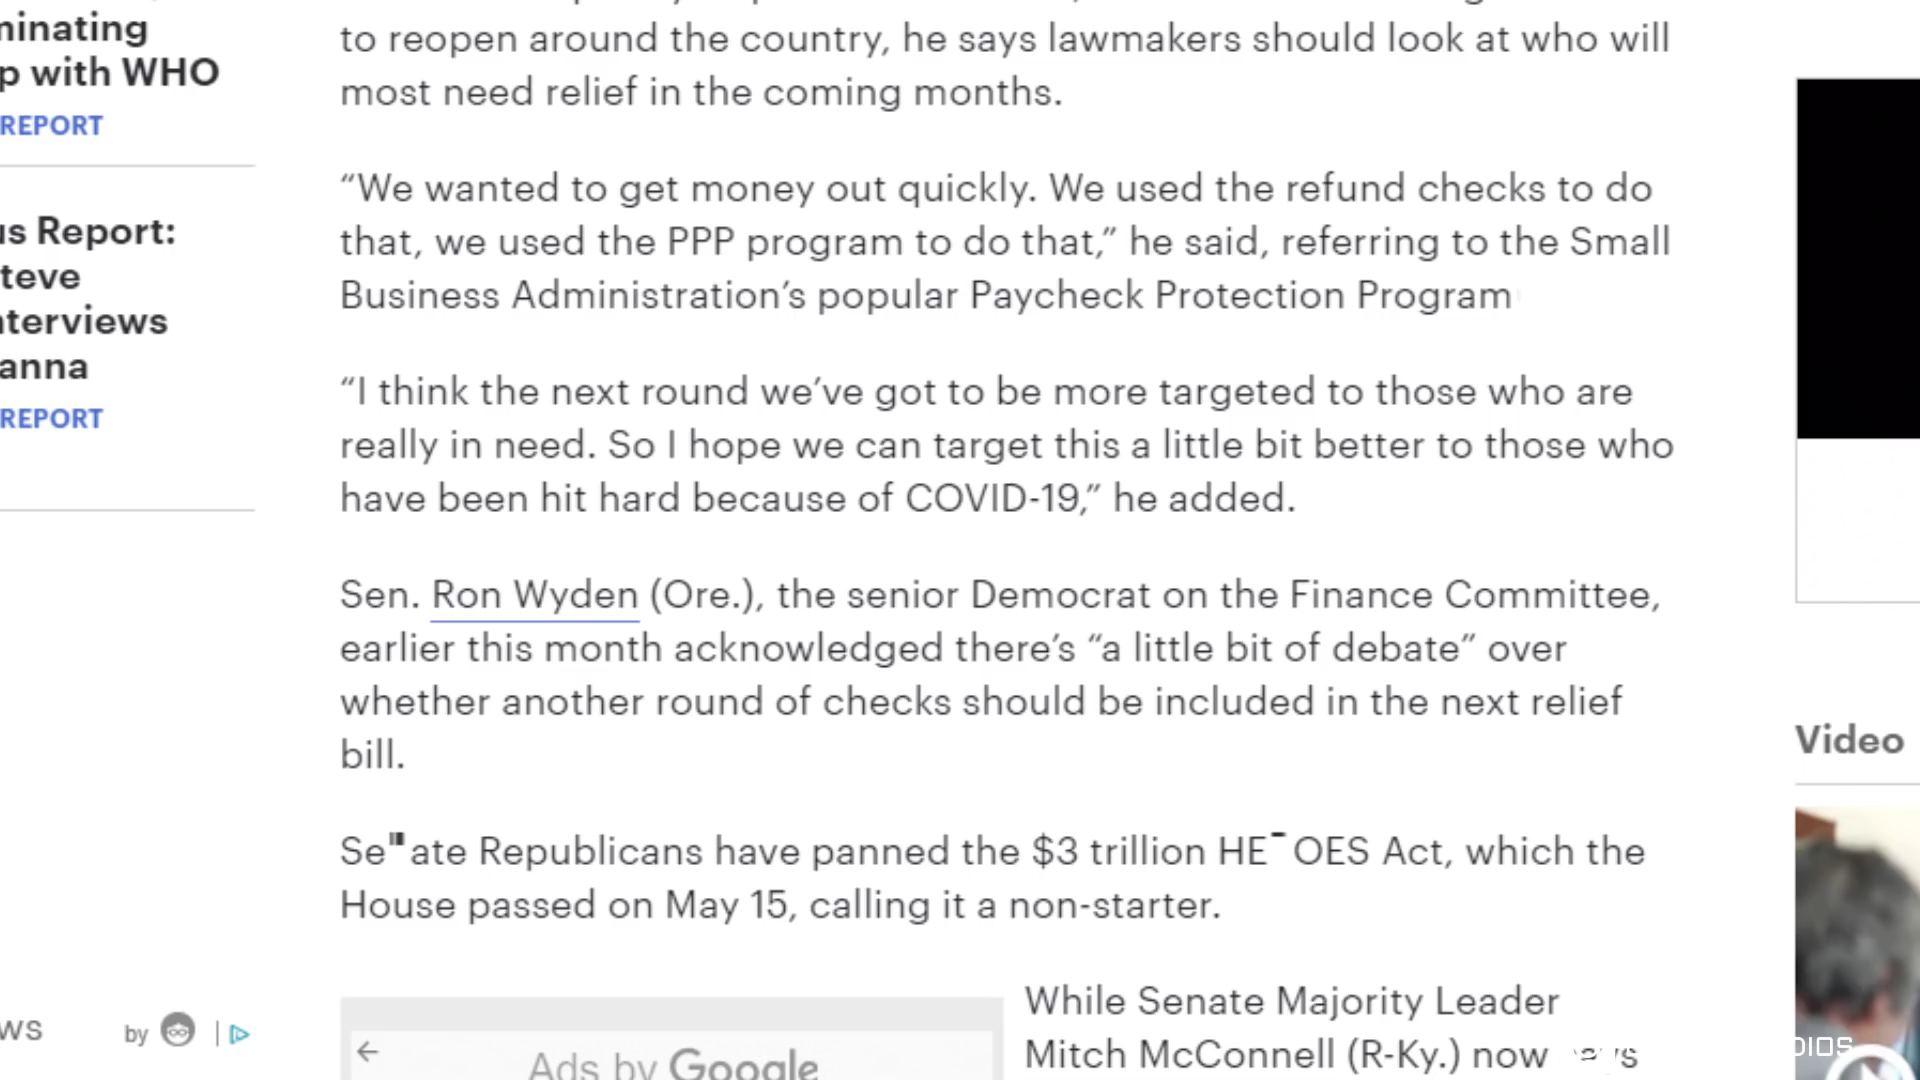 minating
p with WHO
REPORT
us Report:
teve
nterviews
anna
REPORT
ws
by
to reopen around the country, he says lawmakers should look at who will
most need relief in the coming months.
“We wanted to get money out quickly. We used the refund checks to do
that, we used the PPP program to do that,” he said, referring to the Small
Business Administration’s popular Paycheck Protection Program
“I think the next round we’ve got to be more targeted to those who are
really in need. So I hope we can target this a little bit better to those who
have been hit hard because of COVID-19,” he added.
Sen. Ron Wyden (Ore.), the senior Democrat on the Finance Committee,
earlier this month acknowledged there’s “a little bit of debate” over
whether another round of checks should be included in the next relief
bill.
Se ate Republicans have panned the $3 trillion HE OES Act, which the
House passed on May 15, calling it a non-starter.
Ads by Google
While Senate Majority Leader
Mitch McConnell (R-Ky.) now
Video
DIOS